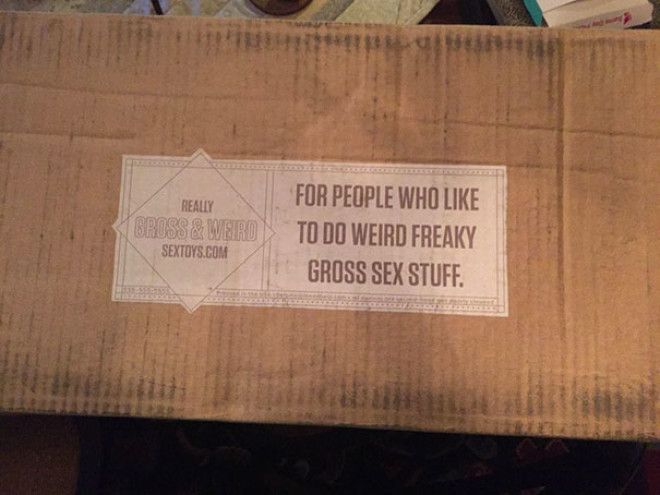 REALLY
GROSS & WEIRD
SEXTOYS.COM
FOR PEOPLE WHO LIKE
TO DO WEIRD FREAKY
GROSS SEX STUFF.